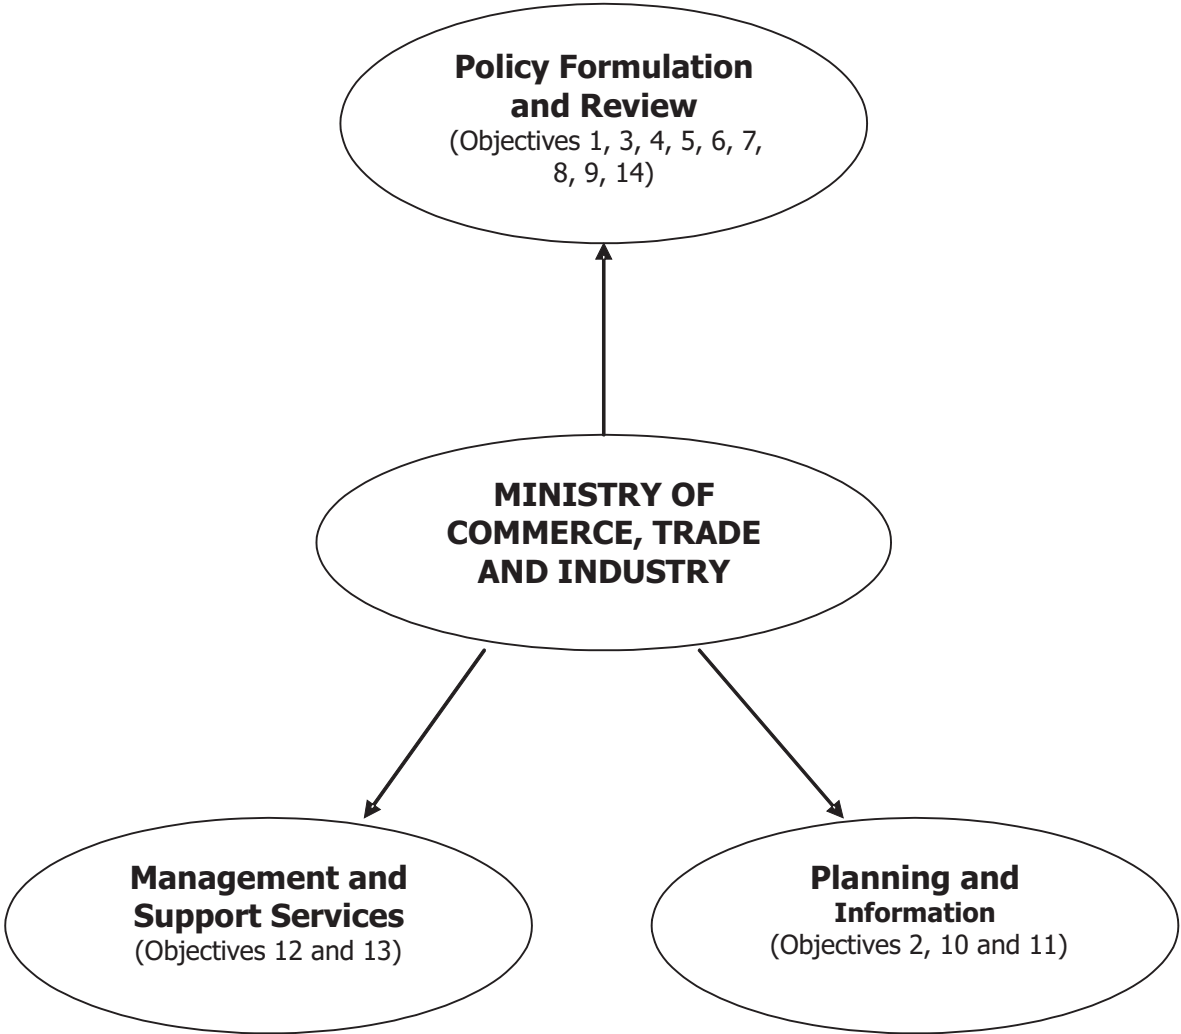 Policy Formulation
and Review
(Objectives 1, 3, 4, 5, 6, 7,
8, 9, 14)
MINISTRY OF
COMMERCE, TRADE
AND INDUSTRY
Management and
Support Services
(Objectives 12 and 13)
Planning and
Information
(Objectives 2, 10 and 11)